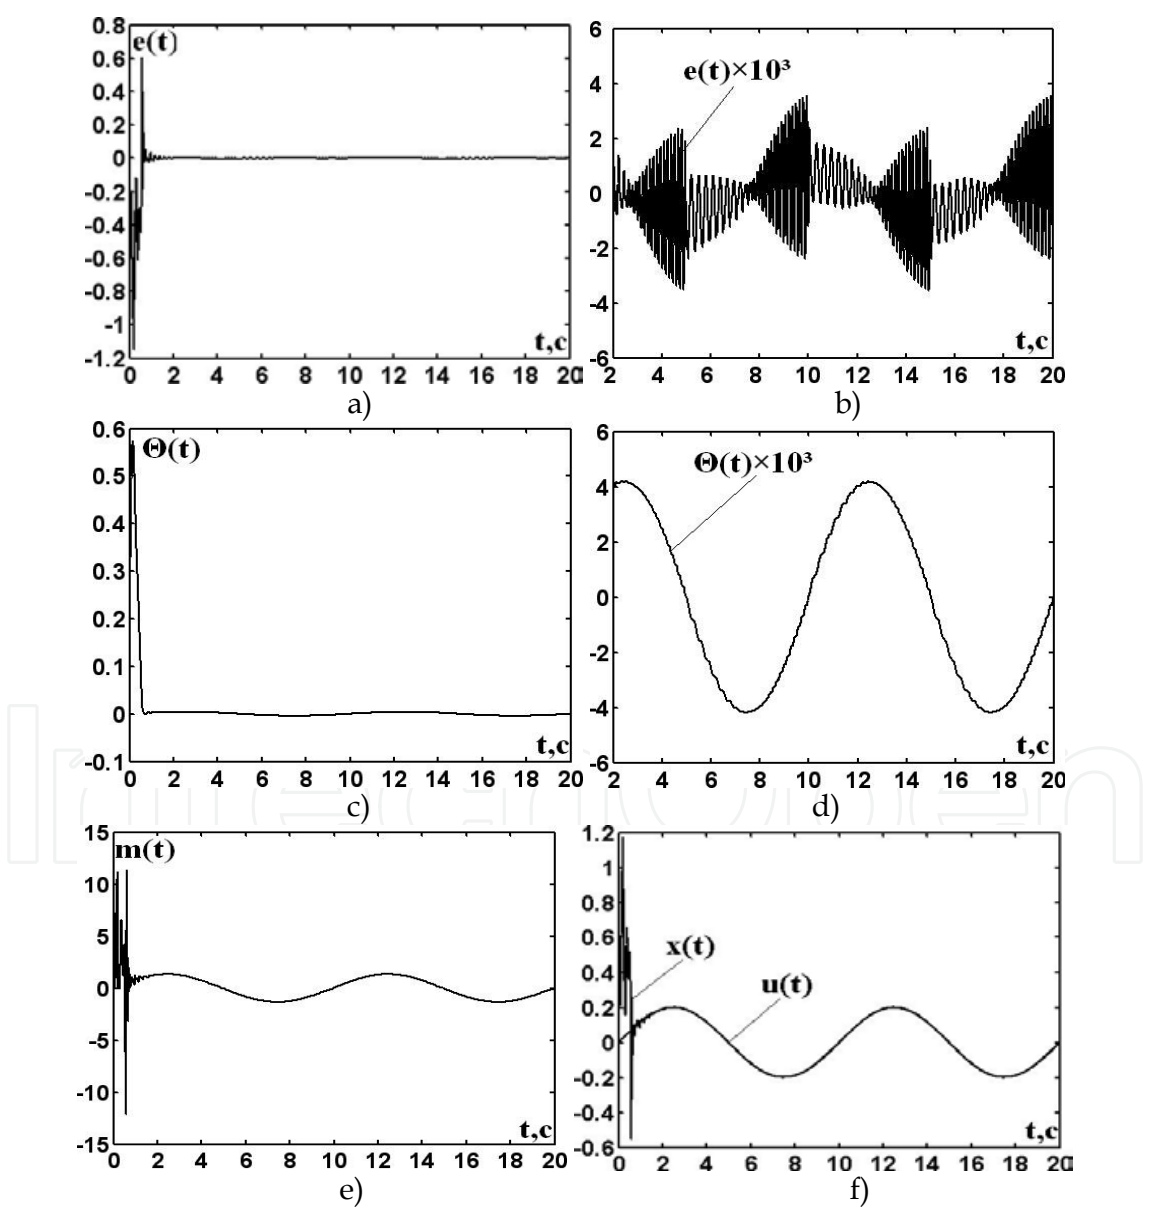 0.8
0.6
0.4
0.2
0
-0.2
-0.4
-0.6
-0.8
-1
-1.2
e(t)
t,c
0 2 4 6 8 10 12 14 16 18 20
a)
6
4
2
0
-2
-4
-6
e(t)×10³
t,c
2 4 6 8 10 12 14 16 18 20
b)
0.6
0.5
0.4
0.3
0.2
0.1
0
-0.1
Θ(t)
t,c
0 2 4 6 8 10 12 14 16 18 20
c)
6
4
2
0
-2
-4
-6
Θ(t)×10³
t,c
2 4 6 8 10 12 14 16 18 20
d)
15
10
5
0
-5
-10
-15
m(t)
t,c
0 2 4 6 8 10 12 14 16 18 20
e)
1.2
1
0.8
0.6
0.4
0.2
0
-0.2
-0.4
-0.6
x(t)
u(t)
t,c
0 2 4 6 8 10 12 14 16 18 20
f)
IntechOpen